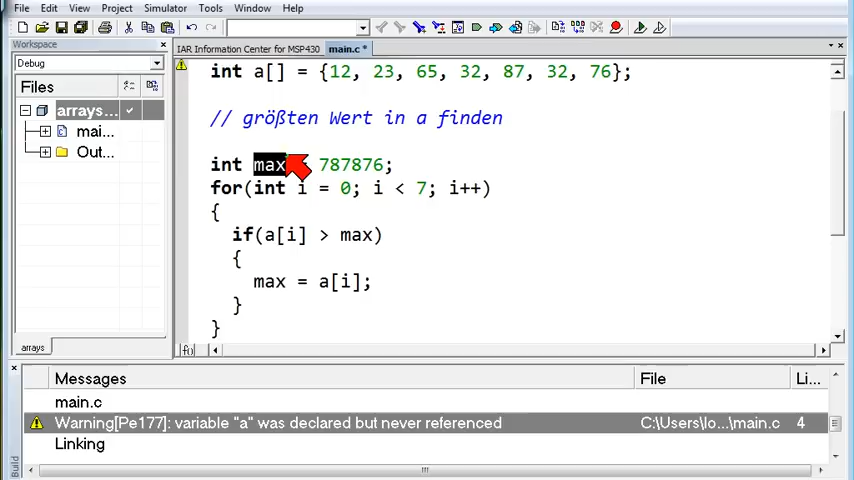 File Edit View Project Simulator Tools Window Help
Workspace
IAR Information Center for MSP430 main.c *
Debug
Files
arrays...
mai...
Out...
int a[] = {12, 23, 65, 32, 87, 32, 76};
// größten Wert in a finden
int max = 787876;
for(int i = 0; i < 7; i++)
{
if(a[i] > max)
{
max = a[i];
}
}
arrays
f()
Messages File Li...
main.c
Warning[Pe177]: variable "a" was declared but never referenced C:\Users\lo...\main.c 4
Linking
Build